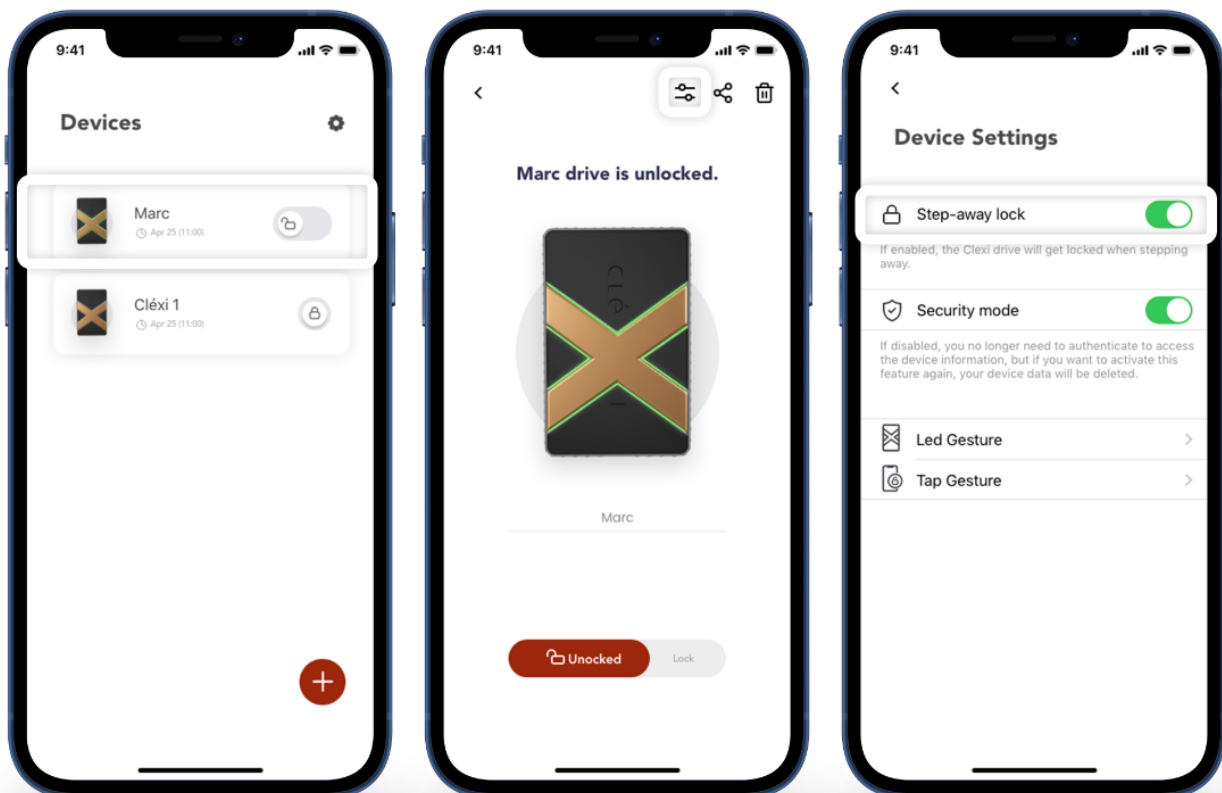 9:41
Devices
Marc
Apr 25 (11:00)
Cléxi 1
Apr 25 (11:00)
9:41
Marc drive is unlocked.
CLé
Marc
Unocked
Lock
9:41
Device Settings
Step-away lock
If enabled, the Clexi drive will get locked when stepping
away.
Security mode
If disabled, you no longer need to authenticate to access
the device information, but if you want to activate this
feature again, your device data will be deleted.
Led Gesture
Tap Gesture